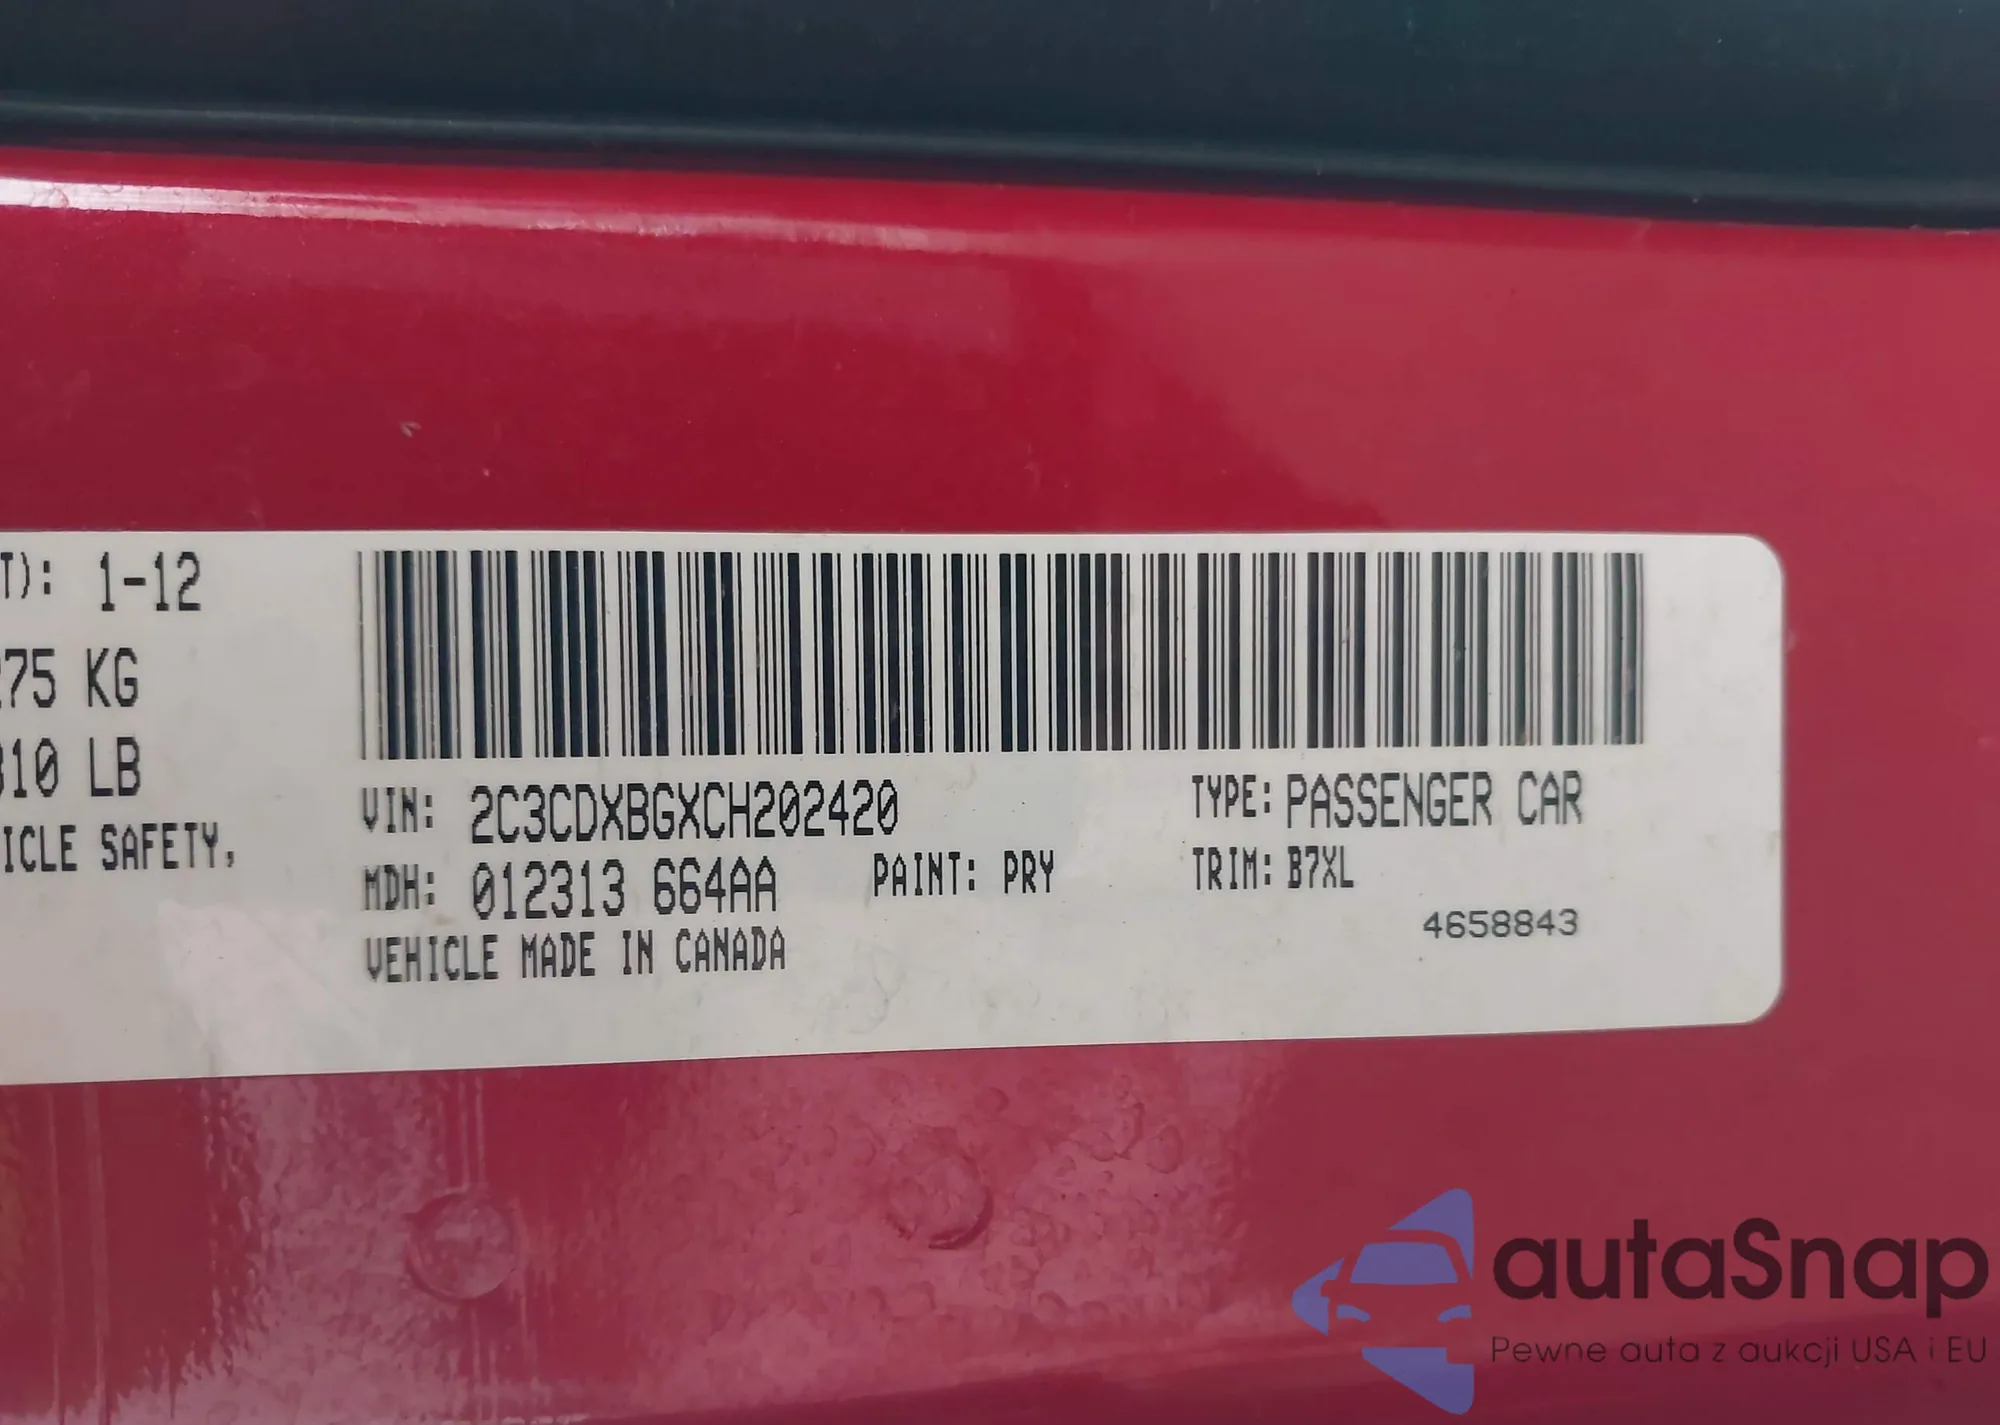 T): 1-12
275 KG
310 LB
ICLE SAFETY,
VIN: 2C3CDXBGXCH202420
TYPE: PASSENGER CAR
MDH: 012313 664AA
PAINT: PRY
TRIM: B7XL
VEHICLE MADE IN CANADA
4658843
autaSnap
Pewne auta z aukcji USA i EU